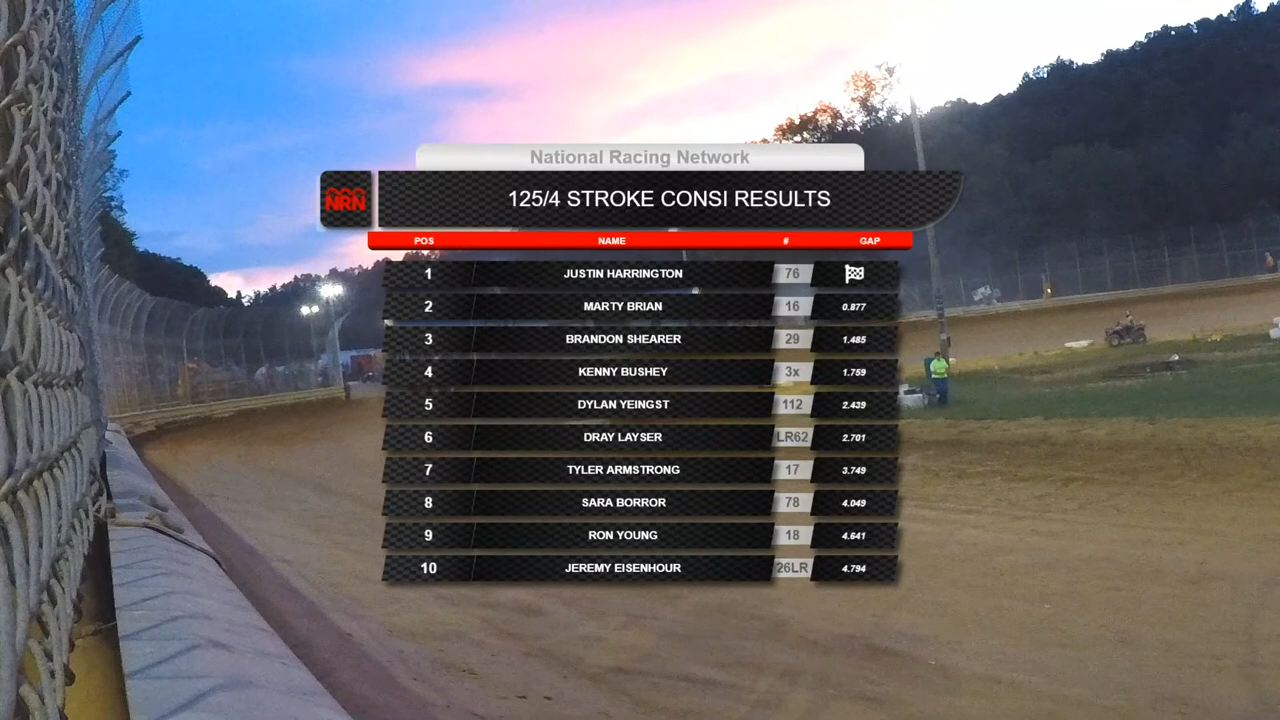 National Racing Network
NRN 125/4 STROKE CONSI RESULTS
POS NAME # GAP
1 JUSTIN HARRINGTON 76
2 MARTY BRIAN 16 0.877
3 BRANDON SHEARER 29 1.485
4 KENNY BUSHEY 3x 1.759
5 DYLAN YEINGST 112 2.439
6 DRAY LAYSER LR62 2.701
7 TYLER ARMSTRONG 17 3.749
8 SARA BORROR 78 4.049
9 RON YOUNG 18 4.641
10 JEREMY EISENHOUR 26LR 4.794